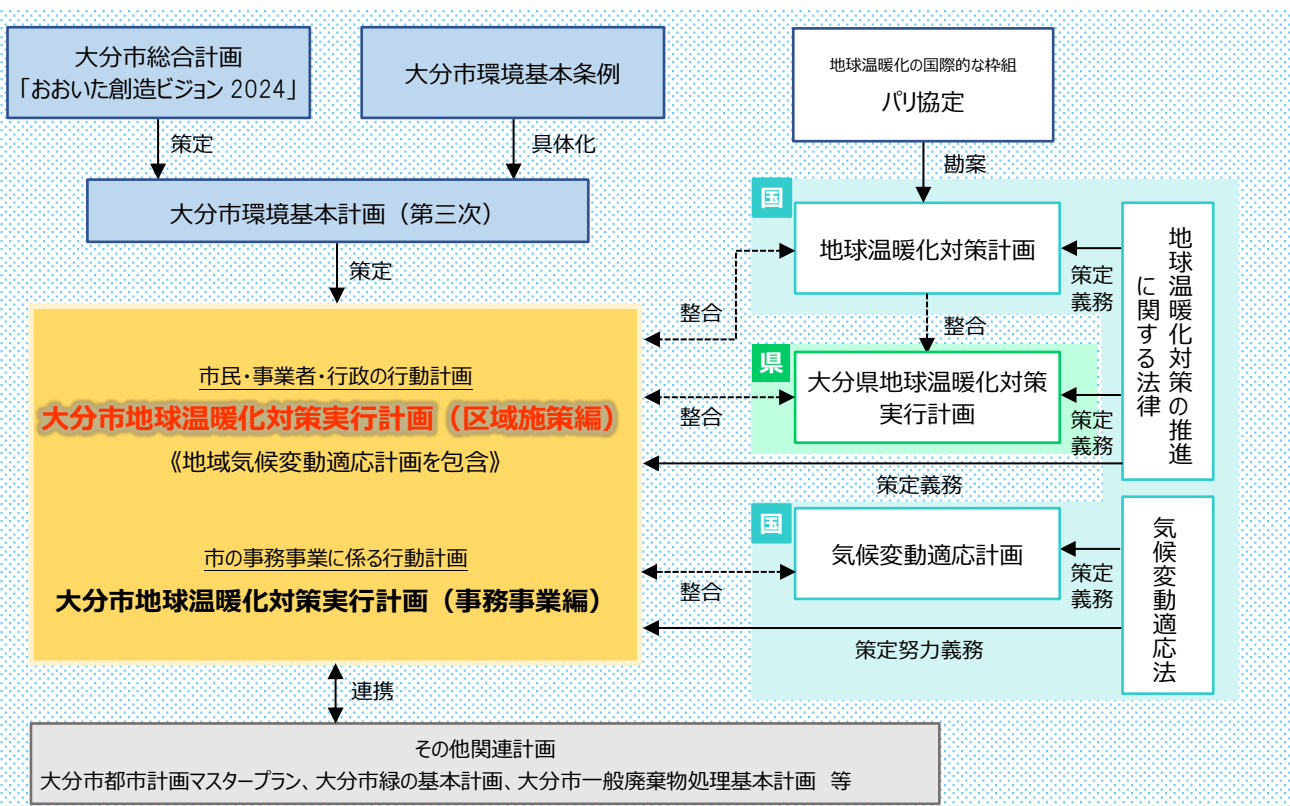 大分市総合計画
「おおいた創造ビジョン 2024」
大分市環境基本条例
地球温暖化の国際的な枠組
パリ協定
策定
具体化
勘案
大分市環境基本計画（第三次）
策定
国
地球温暖化対策計画
策定
義務
地球温暖化対策の推進
に関する法律
整合
整合
県
大分県地球温暖化対策
実行計画
策定
義務
市民・事業者・行政の行動計画
大分市地球温暖化対策実行計画（区域施策編）
《地域気候変動適応計画を包含》
整合
策定義務
国
気候変動適応計画
策定
義務
気候変動適応法
市の事務事業に係る行動計画
大分市地球温暖化対策実行計画（事務事業編）
整合
策定努力義務
連携
その他関連計画
大分市都市計画マスタープラン、大分市緑の基本計画、大分市一般廃棄物処理基本計画　等